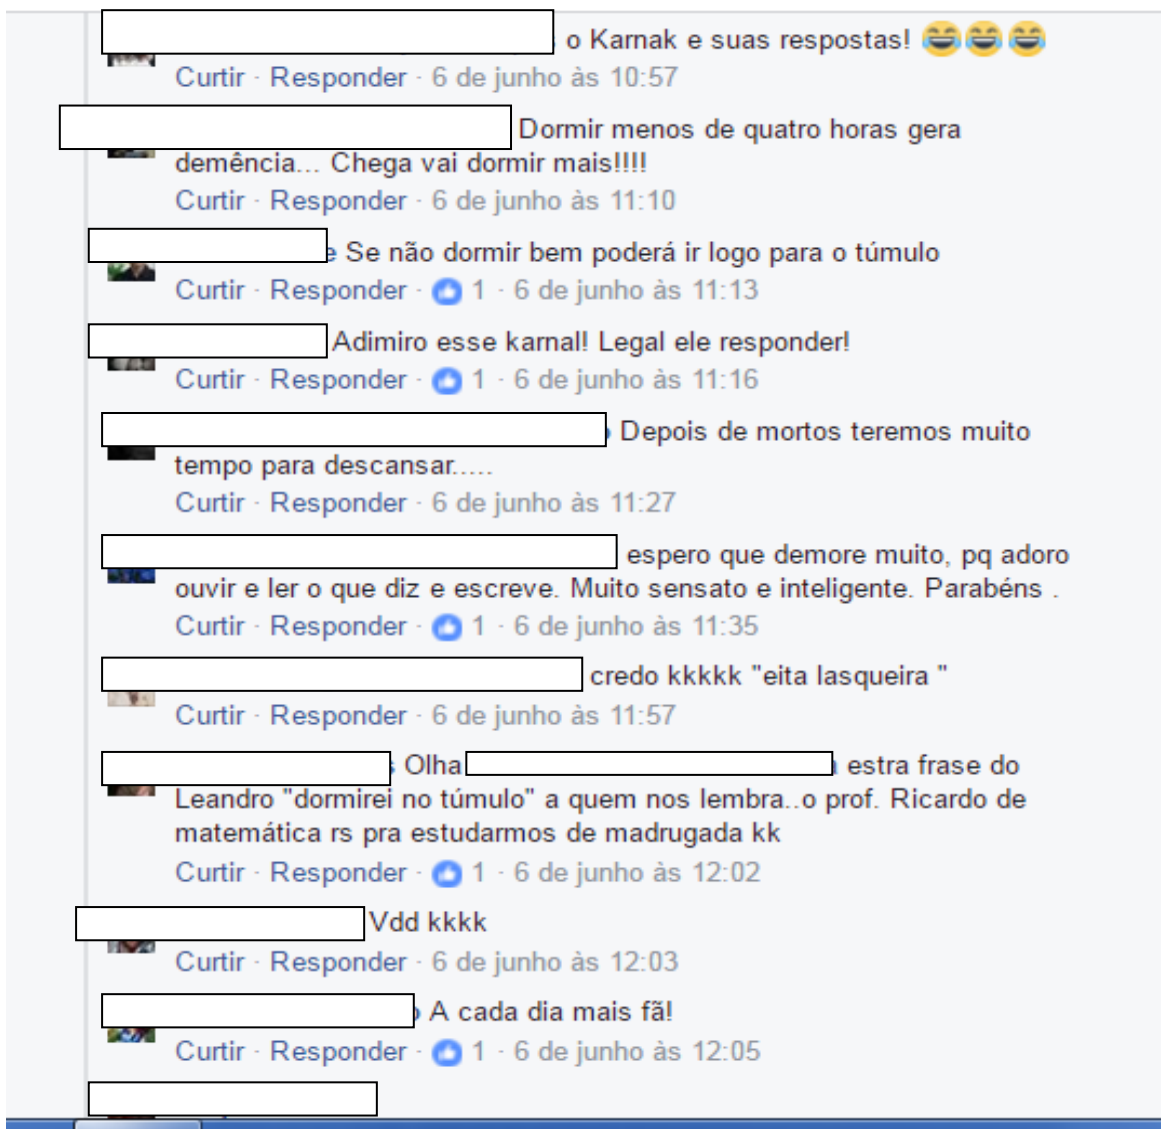 o Karnak e suas respostas! 😂😂😂
Curtir · Responder · 6 de junho às 10:57
Dormir menos de quatro horas gera
demência... Chega vai dormir mais!!!!
Curtir · Responder · 6 de junho às 11:10
e Se não dormir bem poderá ir logo para o túmulo
Curtir · Responder · 1 · 6 de junho às 11:13
Adimiro esse karnal! Legal ele responder!
Curtir · Responder · 1 · 6 de junho às 11:16
Depois de mortos teremos muito
tempo para descansar.....
Curtir · Responder · 6 de junho às 11:27
espero que demore muito, pq adoro
ouvir e ler o que diz e escreve. Muito sensato e inteligente. Parabéns .
Curtir · Responder · 1 · 6 de junho às 11:35
credo kkkkk "eita lasqueira "
Curtir · Responder · 6 de junho às 11:57
Olha estra frase do
Leandro "dormirei no túmulo" a quem nos lembra..o prof. Ricardo de
matemática rs pra estudarmos de madrugada kk
Curtir · Responder · 1 · 6 de junho às 12:02
Vdd kkkk
Curtir · Responder · 6 de junho às 12:03
A cada dia mais fã!
Curtir · Responder · 1 · 6 de junho às 12:05